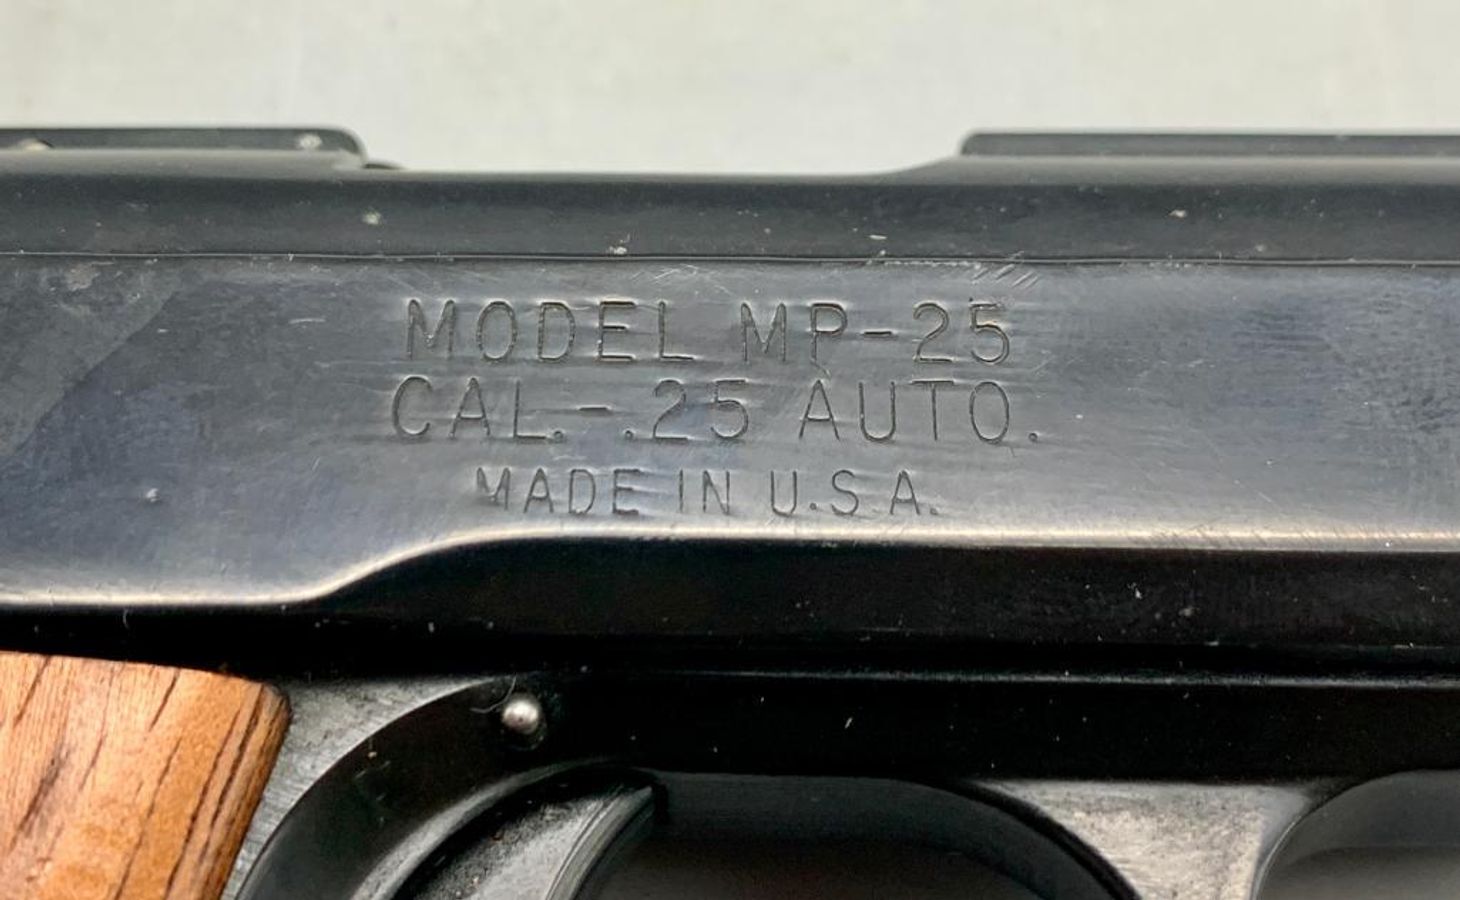 MODEL MP-25
CAL.-.25 AUTO.
MADE IN U.S.A.